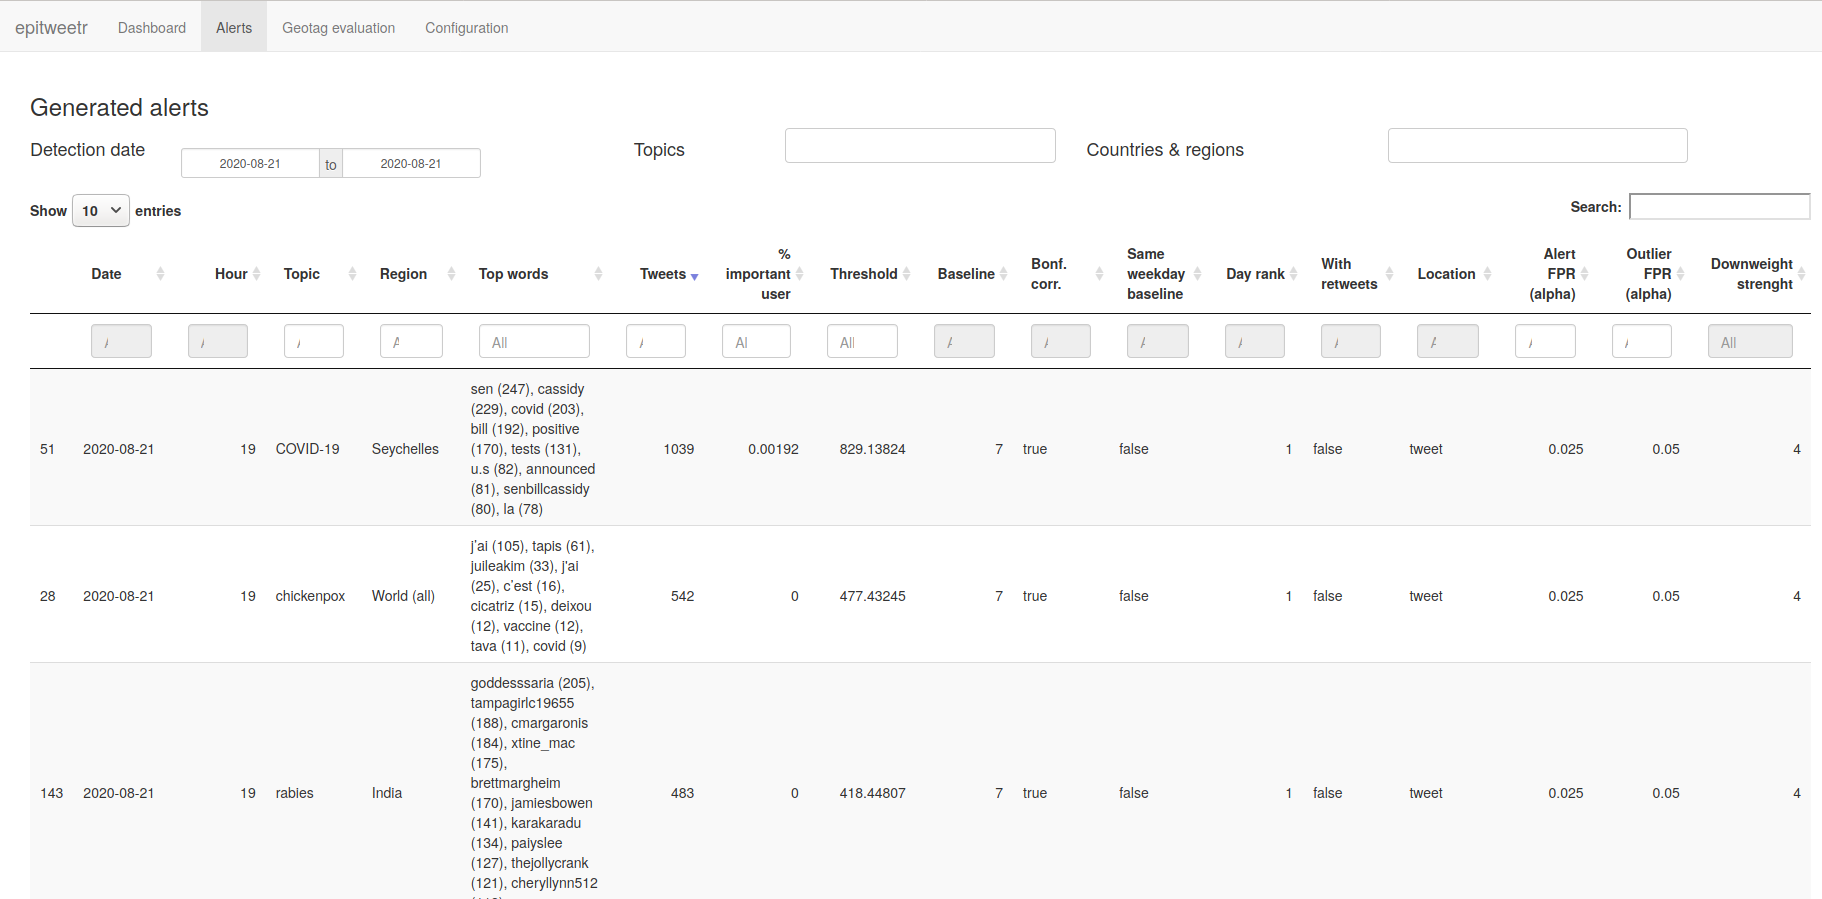 epitweetr Dashboard Alerts Geotag evaluation Configuration
Generated alerts
Detection date 2020-08-21 to 2020-08-21 Topics Countries & regions
Show 10 entries Search:
Date Hour Topic Region Top words Tweets % important user Threshold Baseline Bonf. corr. Same weekday baseline Day rank With retweets Location Alert FPR (alpha) Outlier FPR (alpha) Downweight strenght
All All All All
51 2020-08-21 19 COVID-19 Seychelles
sen (247), cassidy
(229), covid (203),
bill (192), positive
(170), tests (131),
u.s (82), announced
(81), senbillcassidy
(80), la (78)
1039 0.00192 829.13824 7 true false 1 false tweet 0.025 0.05 4
28 2020-08-21 19 chickenpox World (all)
j’ai (105), tapis (61),
juileakim (33), j'ai
(25), c’est (16),
cicatriz (15), deixou
(12), vaccine (12),
tava (11), covid (9)
542 0 477.43245 7 true false 1 false tweet 0.025 0.05 4
143 2020-08-21 19 rabies India
goddesssaria (205),
tampagirlc19655
(188), cmargaronis
(184), xtine_mac
(175),
brettmargheim
(170), jamiesbowen
(141), karakaradu
(134), paiyslee
(127), thejollycrank
(121), cheryllynn512
483 0 418.44807 7 true false 1 false tweet 0.025 0.05 4